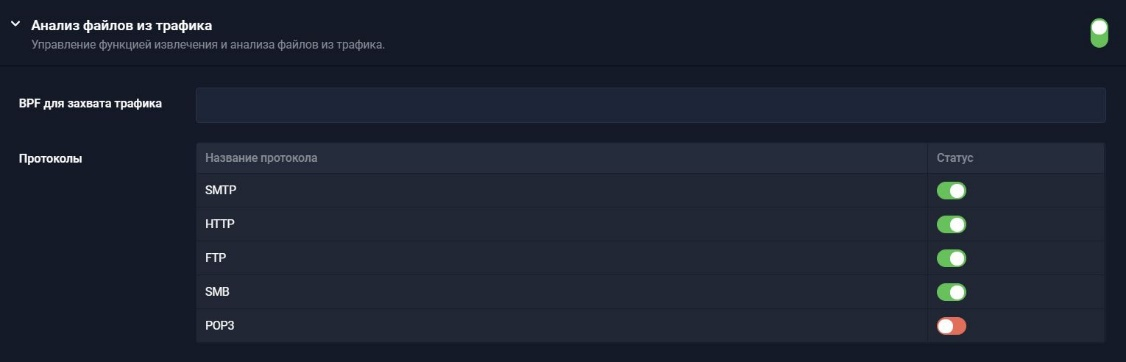 Анализ файлов из трафика
Управление функцией извлечения и анализа файлов из трафика.
BPF для захвата трафика
Протоколы
Название протокола Статус
SMTP
HTTP
FTP
SMB
POP3